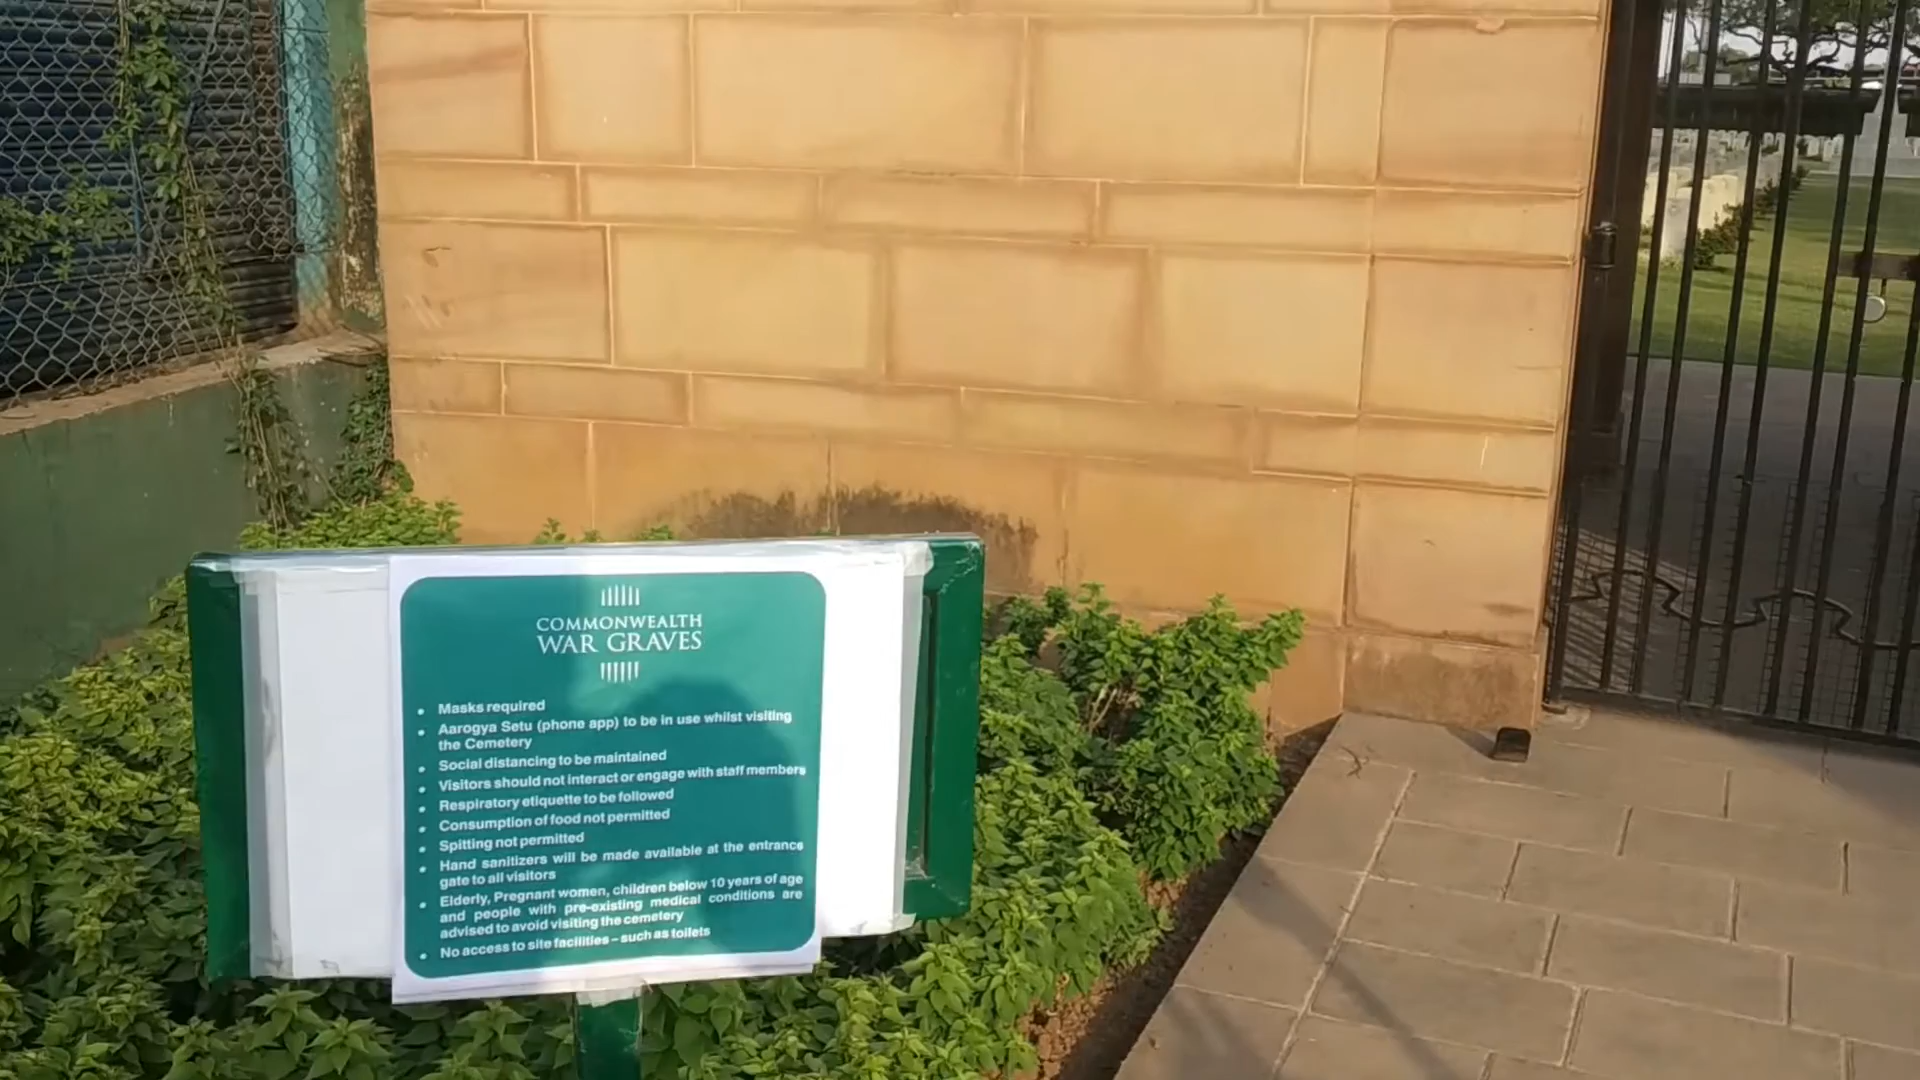 COMMONWEALTH
WAR GRAVES
• Masks required
• Aarogya Setu (phone app) to be in use whilst visiting
the Cemetery
• Social distancing to be maintained
• Visitors should not interact or engage with staff members
• Respiratory etiquette to be followed
• Consumption of food not permitted
• Spitting not permitted
• Hand sanitizers will be made available at the entrance
gate to all visitors
• Elderly, Pregnant women, children below 10 years of age
and people with pre-existing medical conditions are
advised to avoid visiting the cemetery
• No access to site facilities – such as toilets